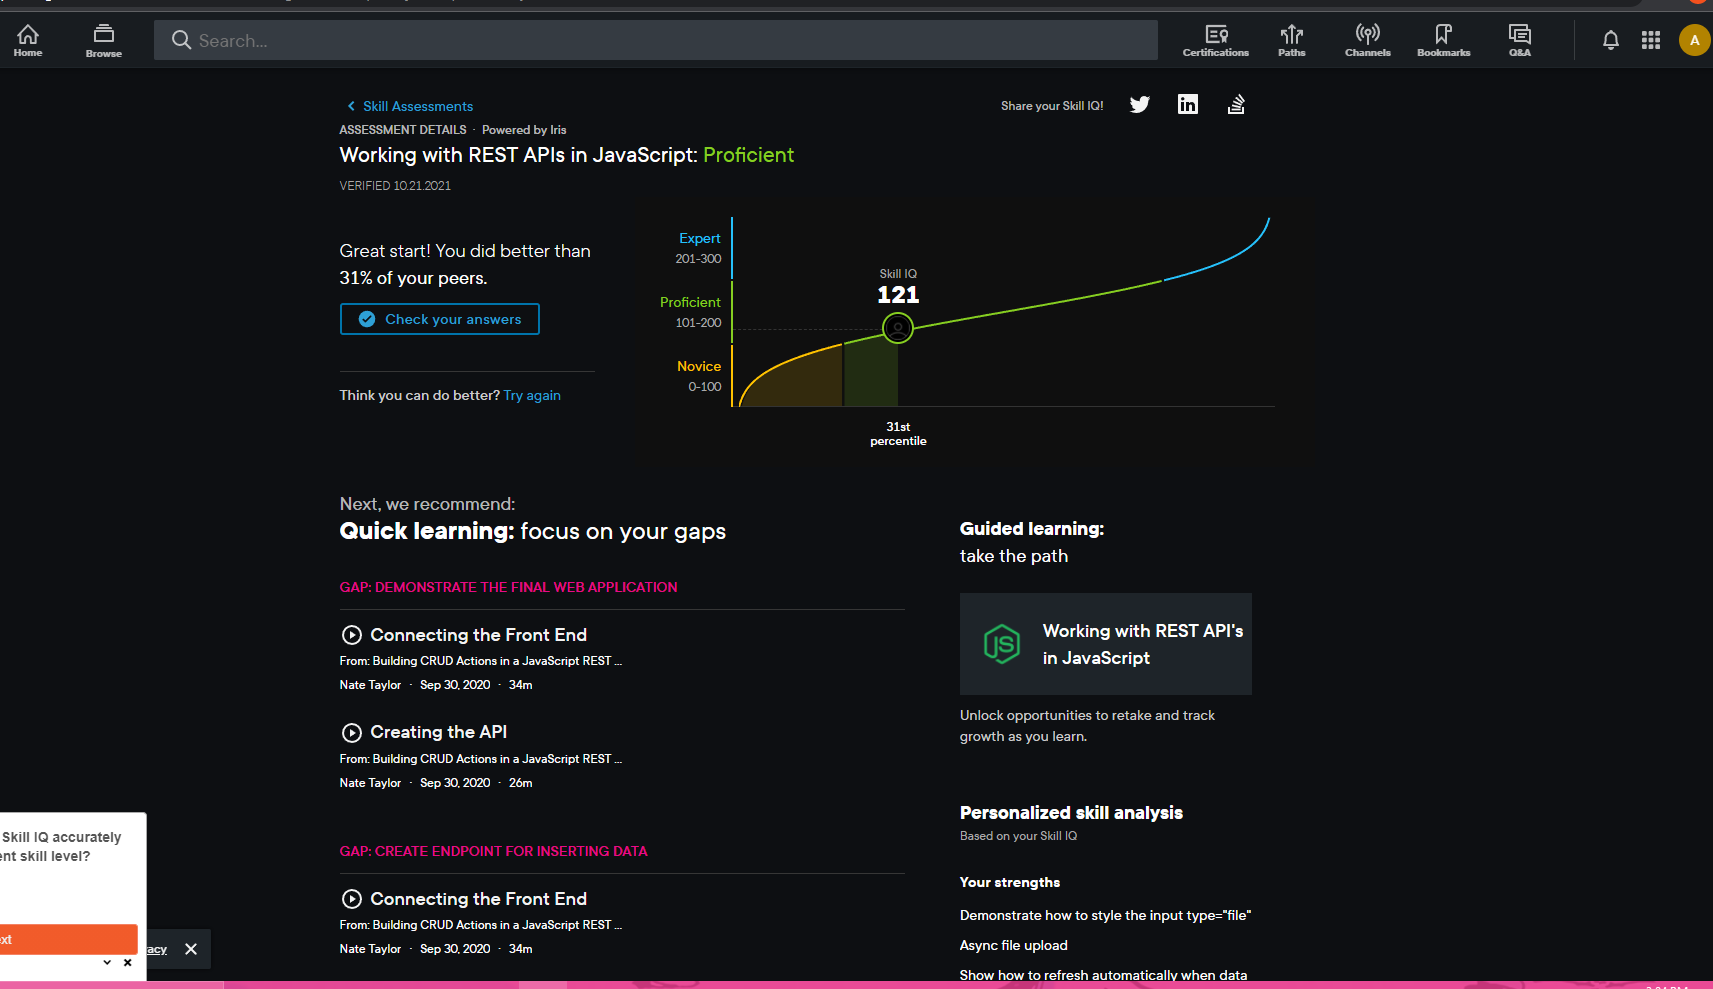 Home
Browse
Search...
Certifications
Paths
Channels
Bookmarks
Q&A
A
Skill Assessments
Share your Skill IQ!
in
ASSESSMENT DETAILS · Powered by Iris
Working with REST APIs in JavaScript: Proficient
VERIFIED 10.21.2021
Great start! You did better than
31% of your peers.
Check your answers
Think you can do better? Try again
Expert
201-300
Proficient
101-200
Novice
0-100
Skill IQ
121
31st
percentile
Next, we recommend:
Quick learning: focus on your gaps
GAP: DEMONSTRATE THE FINAL WEB APPLICATION
Connecting the Front End
From: Building CRUD Actions in a JavaScript REST ...
Nate Taylor · Sep 30, 2020 · 34m
Creating the API
From: Building CRUD Actions in a JavaScript REST ...
Nate Taylor · Sep 30, 2020 · 26m
GAP: CREATE ENDPOINT FOR INSERTING DATA
Connecting the Front End
From: Building CRUD Actions in a JavaScript REST ...
Nate Taylor · Sep 30, 2020 · 34m
Guided learning:
take the path
JS
Working with REST API's
in JavaScript
Unlock opportunities to retake and track
growth as you learn.
Personalized skill analysis
Based on your Skill IQ
Your strengths
Demonstrate how to style the input type="file"
Async file upload
Show how to refresh automatically when data
Skill IQ accurately
ent skill level?
ext
acy